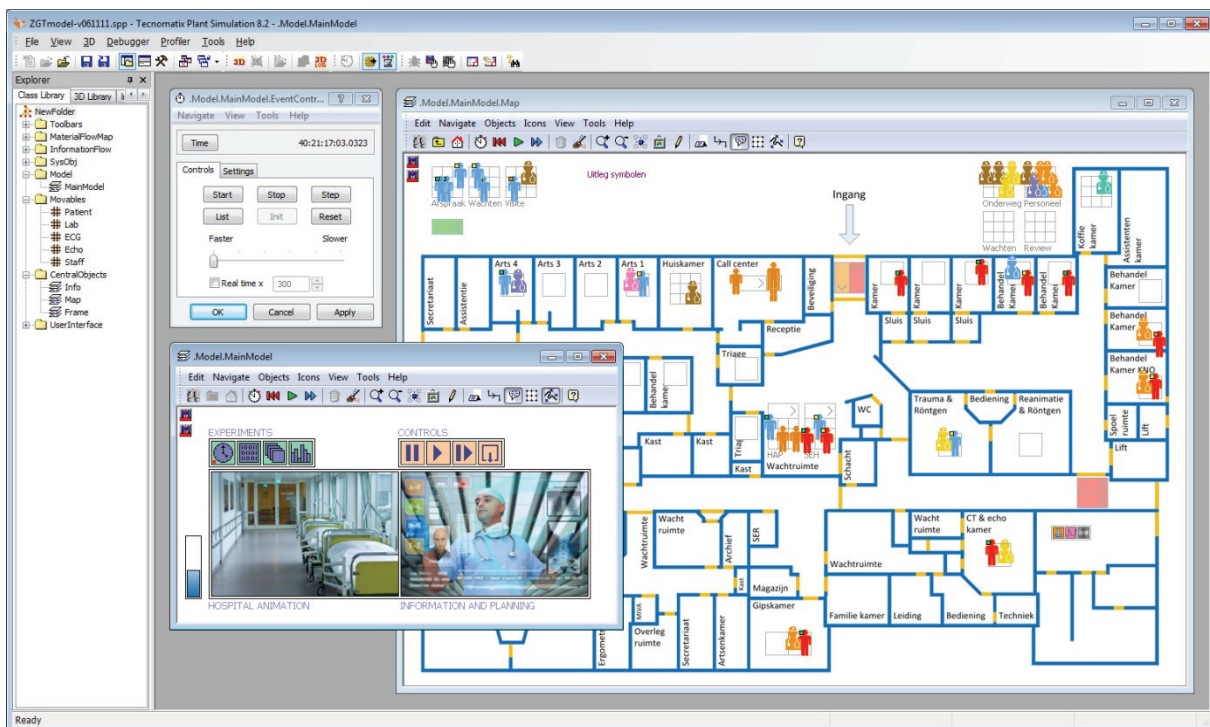 ZGTmodel-v061111.spp - Tecnomatix Plant Simulation 8.2 - .Model.MainModel
File View 3D Debugger Profiler Tools Help
Explorer
Class Library 3D Library
NewFolder
Toolbars
MaterialFlowMap
InformationFlow
SysObj
Model
MainModel
Movables
Patient
Lab
ECG
Echo
Staff
CentralObjects
Info
Map
Frame
UserInterface
.Model.MainModel.EventContr...
Navigate View Tools Help
Time 40:21:17:03.0323
Controls Settings
Start Stop Step
List Init Reset
Faster Slower
Real time x 300
OK Cancel Apply
.Model.MainModel
Edit Navigate Objects Icons View Tools Help
EXPERIMENTS CONTROLS
HOSPITAL ANIMATION INFORMATION AND PLANNING
.Model.MainModel.Map
Edit Navigate Objects Icons View Tools Help
Afspraak Wachten Visite
Uitleg symbolen
Ingang
Onderweg Personeel
Wachten Review
Koffie kamer
Assistenten kamer
Secretariaat
Assistentie
Arts 4
Arts 3
Arts 2
Arts 1
Huiskamer
Call center
Beveiliging
Kamer
Kamer
Kamer
Behandel Kamer
Behandel Kamer
Behandel
Kamer
Behandel
Kamer
Behandel
Kamer KNO
Receptie
Sluis
Sluis
Sluis
Triage
Behandel kamer
Triage
Kast
Kast
Kast
HAP SEH
Wachtruimte
WC
Schacht
Trauma &
Röntgen
Bediening
Reanimatie
& Röntgen
Spoel ruimte
Lift
Lift
Wachtruimte
Wacht
ruimte
Archief
SER
Kast
Magazijn
Gipskamer
MIVA
Ergometr
Overleg
ruimte
Secretariaat
Artsenkamer
Wachtruimte
Wacht
ruimte
CT & echo
kamer
Familie kamer
Leiding
Bediening
Techniek
Ready